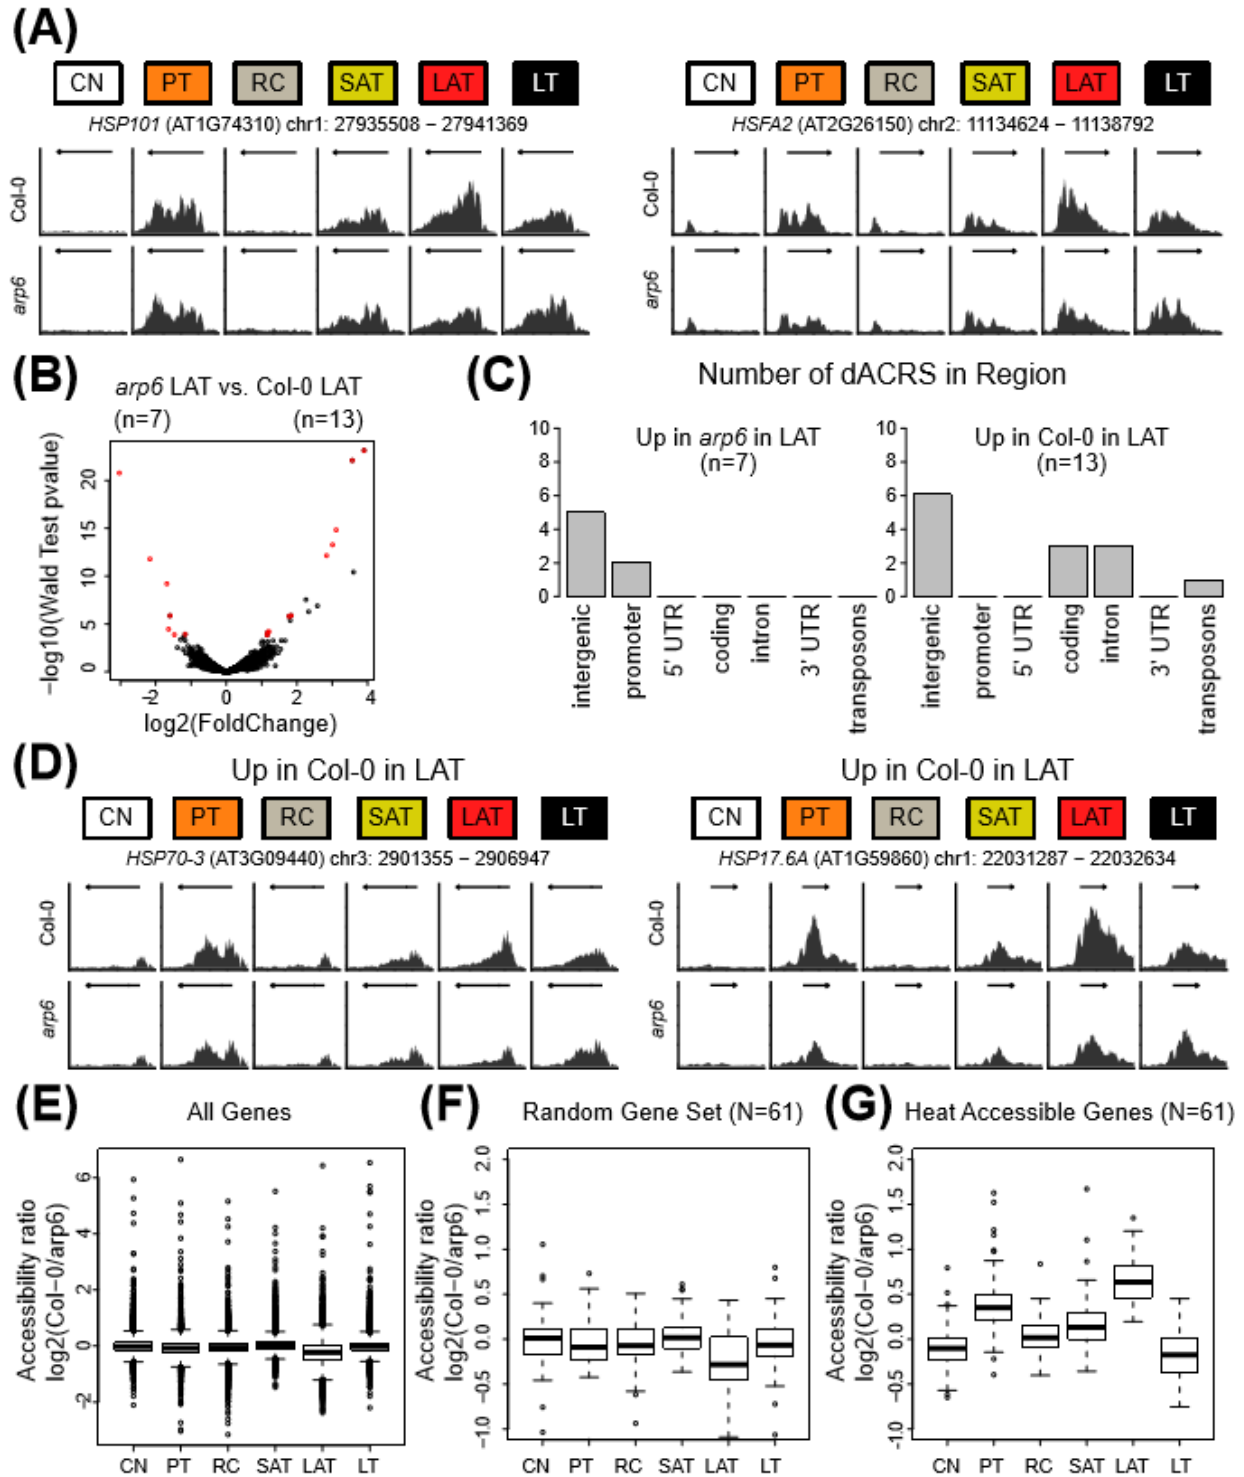 (A)
CN PT RC SAT LAT LT
HSP101 (AT1G74310) chr1: 27935508 – 27941369
Col-0
arp6
CN PT RC SAT LAT LT
HSFA2 (AT2G26150) chr2: 11134624 – 11138792
Col-0
arp6
(B)
arp6 LAT vs. Col-0 LAT
(n=7) (n=13)
−log10(Wald Test pvalue)
0 5 10 15 20
-2 0 2 4
log2(FoldChange)
(C)
Number of dACRS in Region
Up in arp6 in LAT
(n=7)
10
8
6
4
2
0
intergenic
promoter
5' UTR
coding
intron
3' UTR
transposons
Up in Col-0 in LAT
(n=13)
10
8
6
4
2
0
intergenic
promoter
5' UTR
coding
intron
3' UTR
transposons
(D)
Up in Col-0 in LAT
CN PT RC SAT LAT LT
HSP70-3 (AT3G09440) chr3: 2901355 – 2906947
Col-0
arp6
Up in Col-0 in LAT
CN PT RC SAT LAT LT
HSP17.6A (AT1G59860) chr1: 22031287 – 22032634
Col-0
arp6
(E)
All Genes
Accessibility ratio
log2(Col−0/arp6)
-2 0 2 4 6
CN PT RC SAT LAT LT
(F)
Random Gene Set (N=61)
Accessibility ratio
log2(Col−0/arp6)
−1.0 −0.5 0.0 0.5 1.0 1.5 2.0
CN PT RC SAT LAT LT
(G)
Heat Accessible Genes (N=61)
Accessibility ratio
log2(Col−0/arp6)
−1.0 −0.5 0.0 0.5 1.0 1.5 2.0
CN PT RC SAT LAT LT